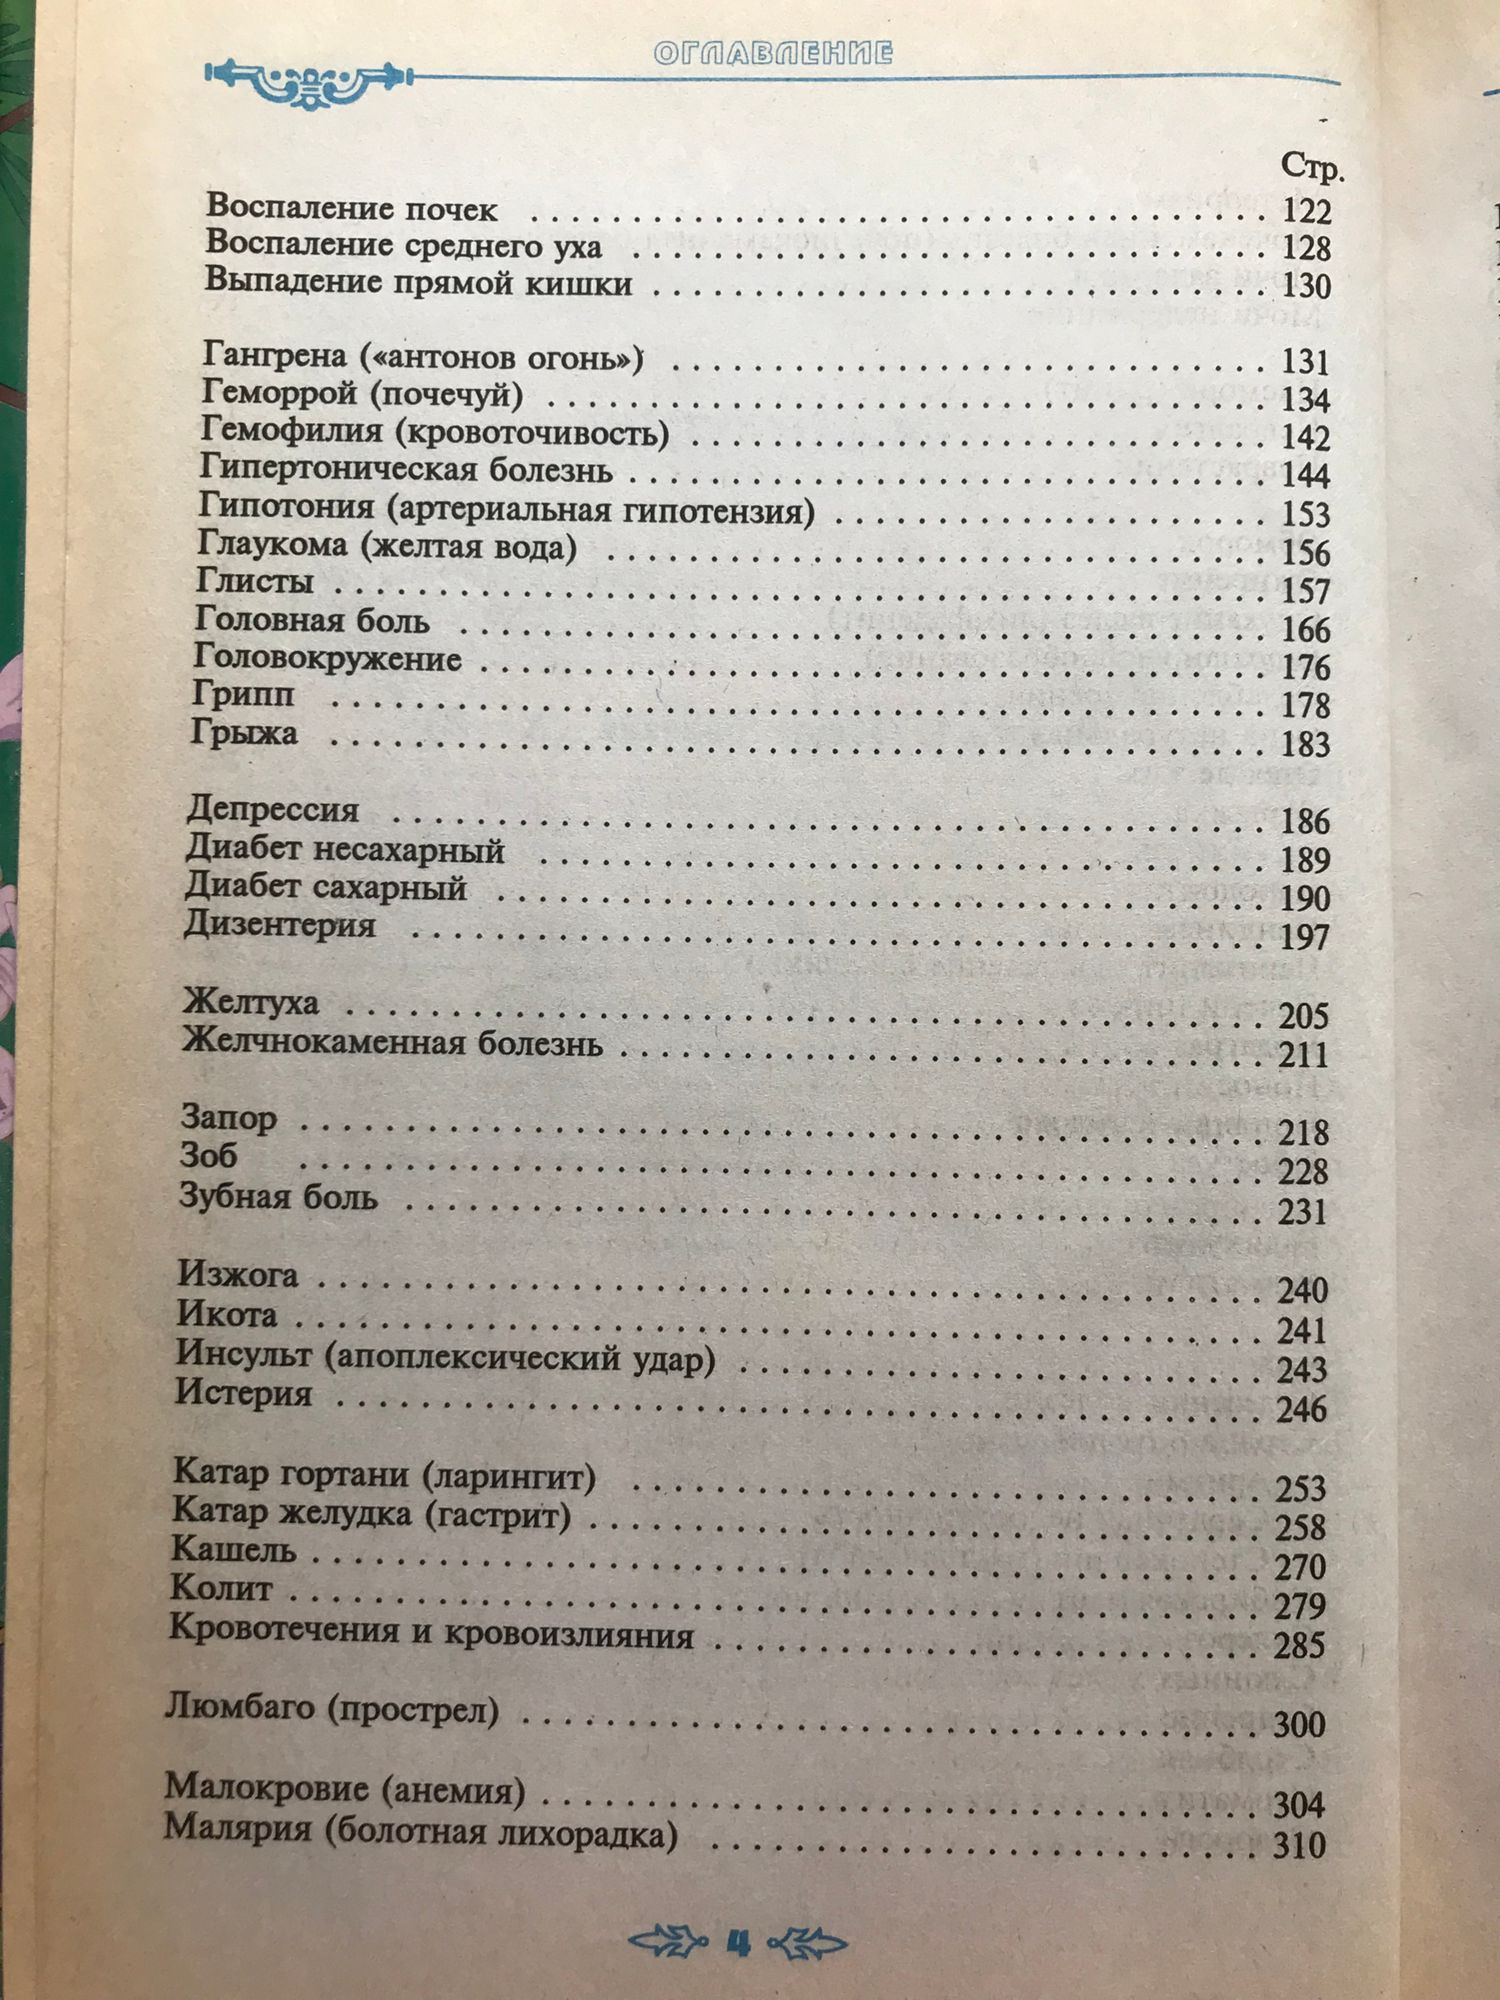 ОГЛАВЛЕНИЕ
Стр.
Воспаление почек . . . . . . . . . . 122
Воспаление среднего уха . . . . . . . . . . 128
Выпадение прямой кишки . . . . . . . . . . 130
Гангрена («антонов огонь») . . . . . . . . . . 131
Геморрой (почечуй) . . . . . . . . . . 134
Гемофилия (кровоточивость) . . . . . . . . . . 142
Гипертоническая болезнь . . . . . . . . . . 144
Гипотония (артериальная гипотензия) . . . . . . . . . . 153
Глаукома (желтая вода) . . . . . . . . . . 156
Глисты . . . . . . . . . . 157
Головная боль . . . . . . . . . . 166
Головокружение . . . . . . . . . . 176
Грипп . . . . . . . . . . 178
Грыжа . . . . . . . . . . 183
Депрессия . . . . . . . . . . 186
Диабет несахарный . . . . . . . . . . 189
Диабет сахарный . . . . . . . . . . 190
Дизентерия . . . . . . . . . . 197
Желтуха . . . . . . . . . . 205
Желчнокаменная болезнь . . . . . . . . . . 211
Запор . . . . . . . . . . 218
Зоб . . . . . . . . . . 228
Зубная боль . . . . . . . . . . 231
Изжога . . . . . . . . . . 240
Икота . . . . . . . . . . 241
Инсульт (апоплексический удар) . . . . . . . . . . 243
Истерия . . . . . . . . . . 246
Катар гортани (ларингит) . . . . . . . . . . 253
Катар желудка (гастрит) . . . . . . . . . . 258
Кашель . . . . . . . . . . 270
Колит . . . . . . . . . . 279
Кровотечения и кровоизлияния . . . . . . . . . . 285
Люмбаго (прострел) . . . . . . . . . . 300
Малокровие (анемия) . . . . . . . . . . 304
Малярия (болотная лихорадка) . . . . . . . . . . 310
4